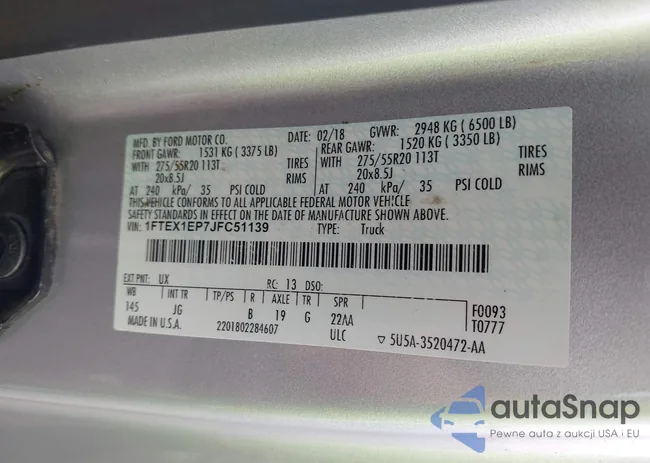 MFD. BY FORD MOTOR CO. DATE: 02/18 GVWR: 2948 KG ( 6500 LB)
FRONT GAWR: 1531 KG ( 3375 LB) REAR GAWR: 1520 KG ( 3350 LB)
WITH 275/55R20 113T TIRES WITH 275/55R20 113T TIRES
20x8.5J RIMS 20x8.5J RIMS
AT 240 kPa/ 35 PSI COLD AT 240 kPa/ 35 PSI COLD
THIS VEHICLE CONFORMS TO ALL APPLICABLE FEDERAL MOTOR VEHICLE
SAFETY STANDARDS IN EFFECT ON THE DATE OF MANUFACTURE SHOWN ABOVE.
VIN: 1FTEX1EP7JFC51139 TYPE: Truck
EXT PNT: UX RC: 13 DSO:
WB INT TR TP/PS R AXLE TR SPR
145 JG B 19 G 22AA
F0093
T0777
MADE IN U.S.A. 2201802284607 ULC ▽ 5U5A-3520472-AA
autaSnap
Pewne auta z aukcji USA i EU